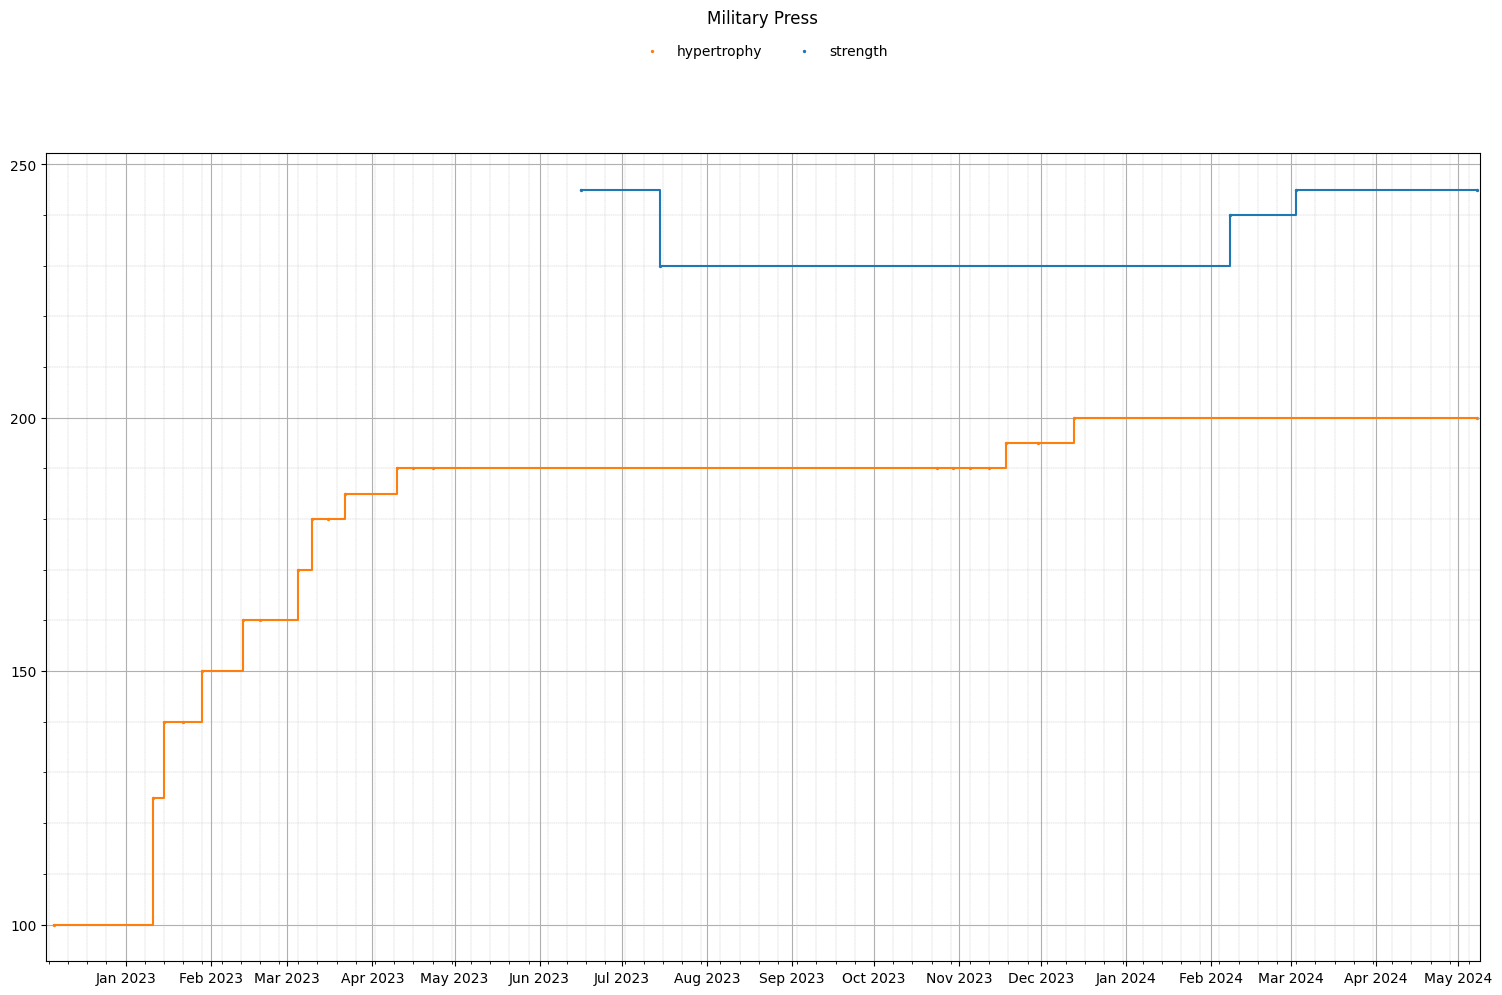 Military Press
hypertrophy strength
250
200
150
100
Jan 2023 Feb 2023 Mar 2023 Apr 2023 May 2023 Jun 2023 Jul 2023 Aug 2023 Sep 2023 Oct 2023 Nov 2023 Dec 2023 Jan 2024 Feb 2024 Mar 2024 Apr 2024 May 2024